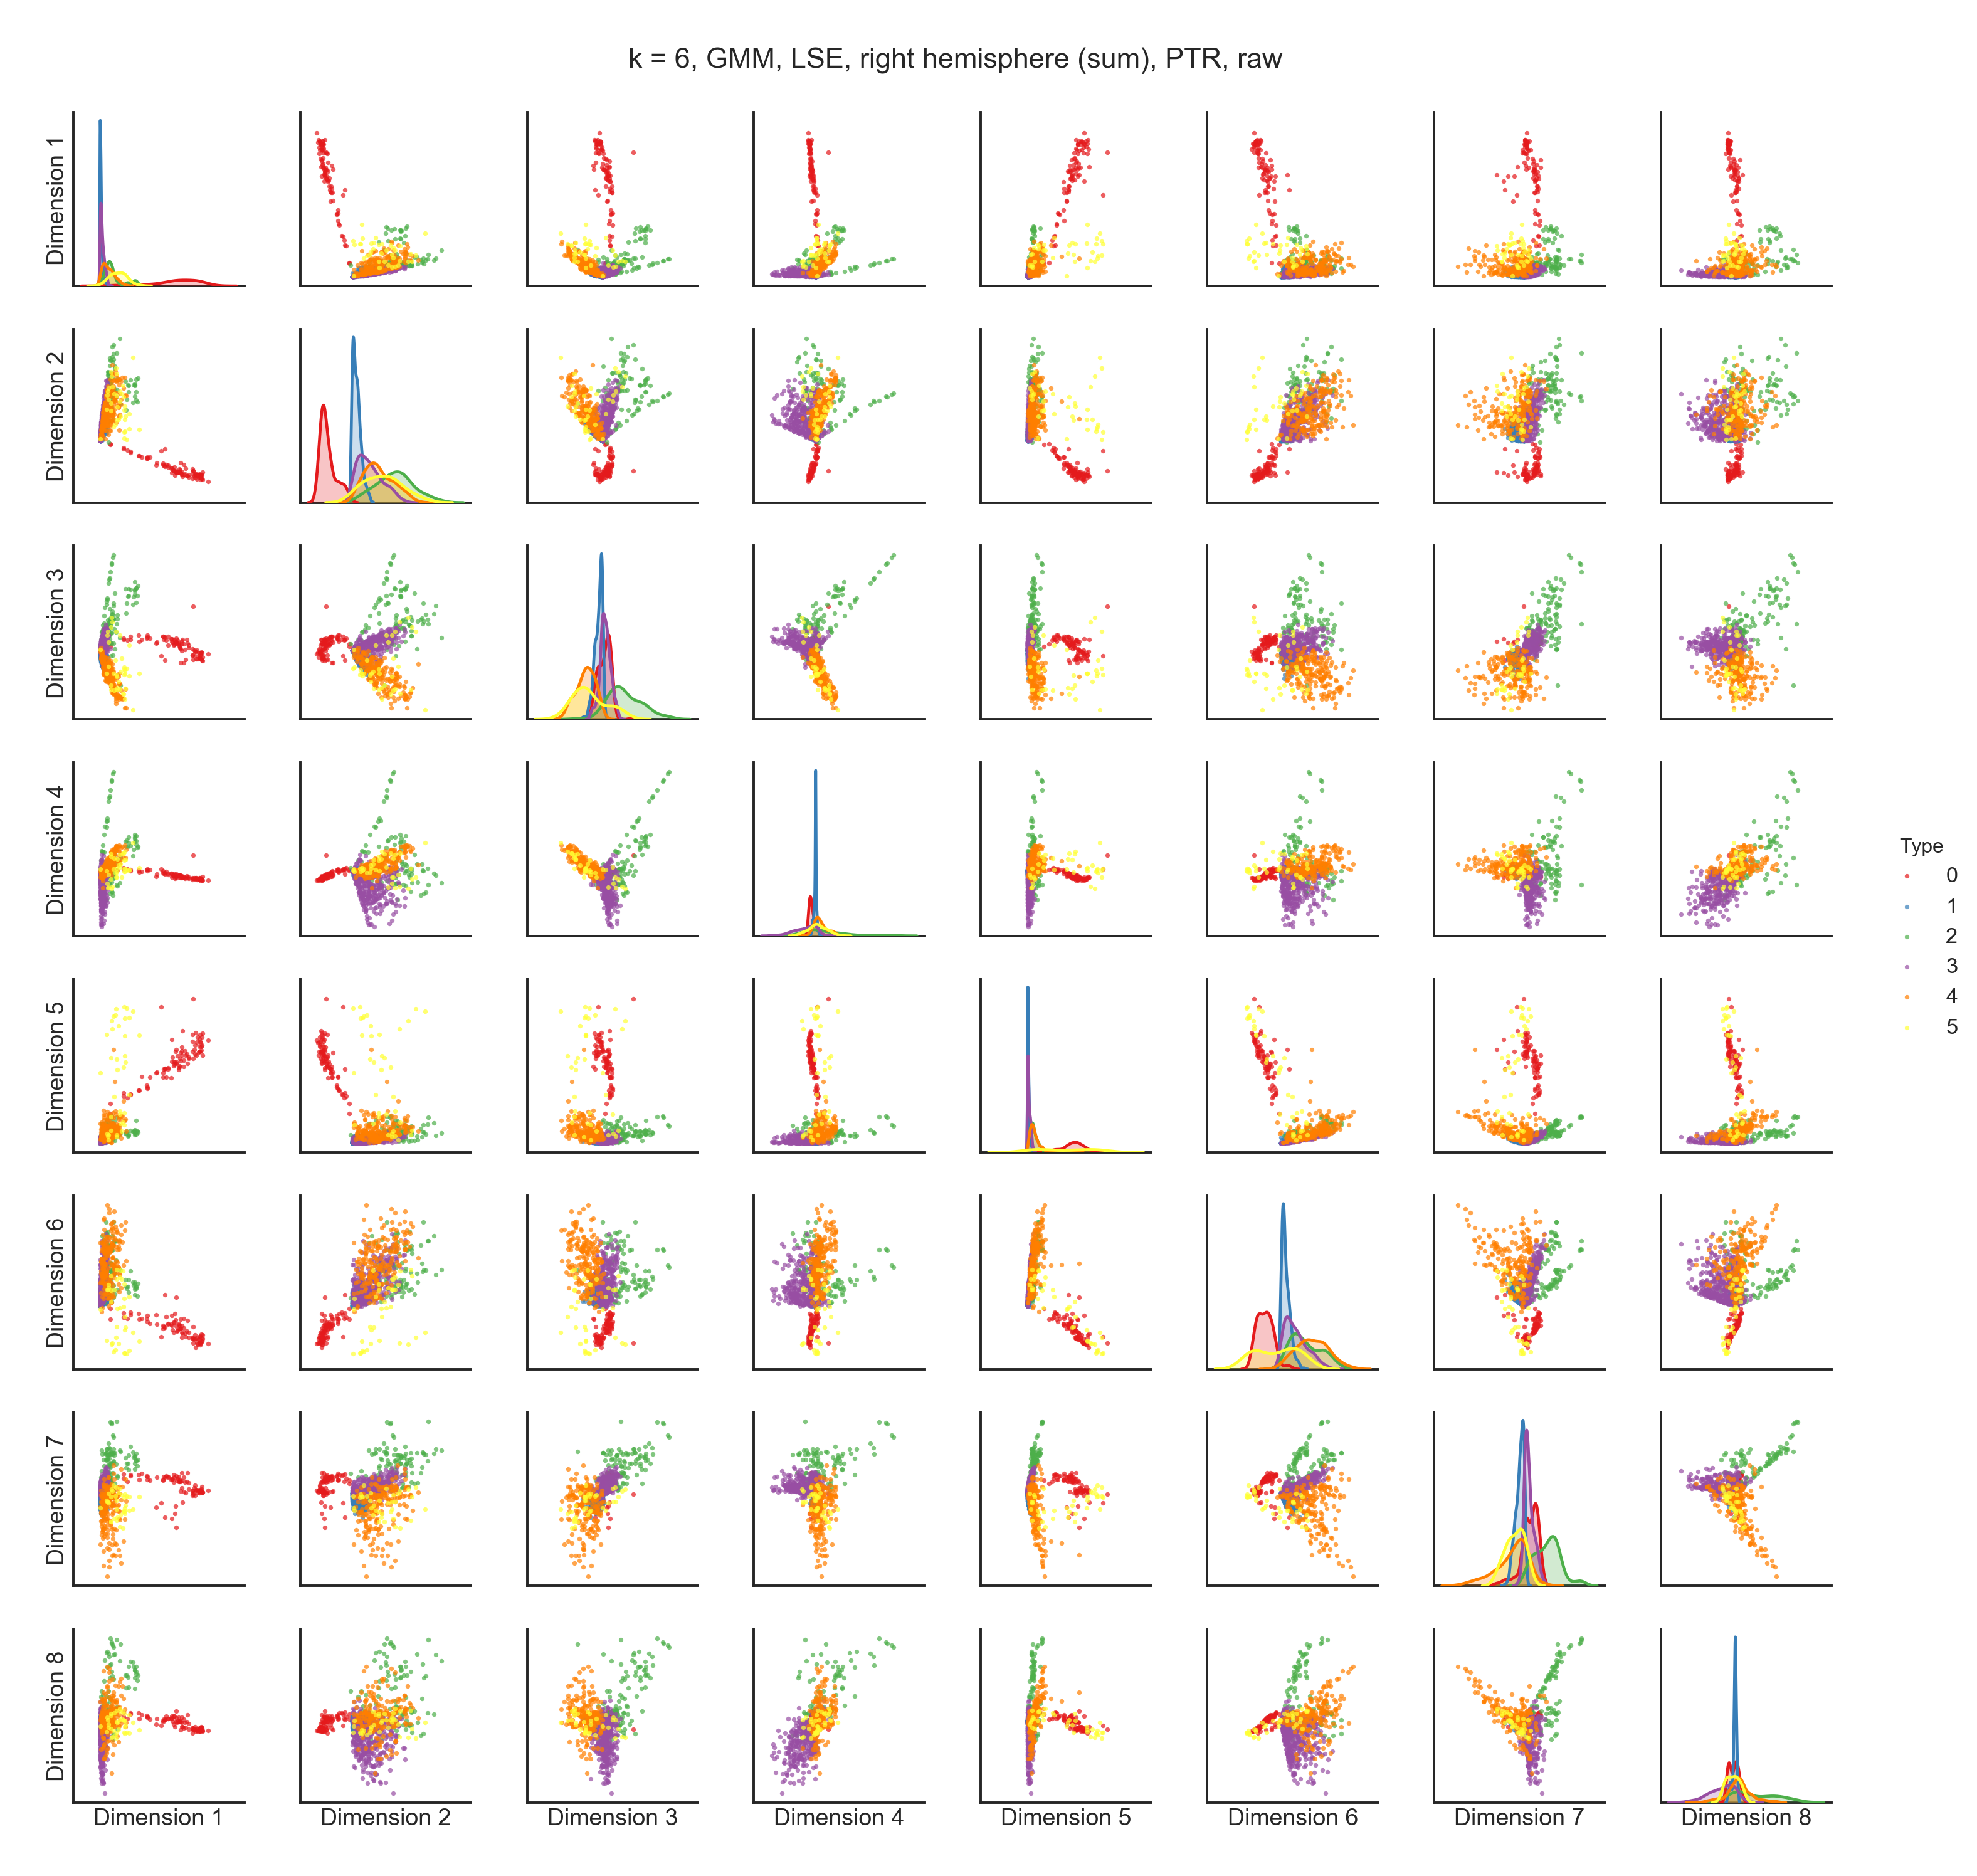 k = 6, GMM, LSE, right hemisphere (sum), PTR, raw
Dimension 1
Dimension 2
Dimension 3
Dimension 4
Dimension 5
Dimension 6
Dimension 7
Dimension 8
Type
0
1
2
3
4
5
Dimension 1
Dimension 2
Dimension 3
Dimension 4
Dimension 5
Dimension 6
Dimension 7
Dimension 8